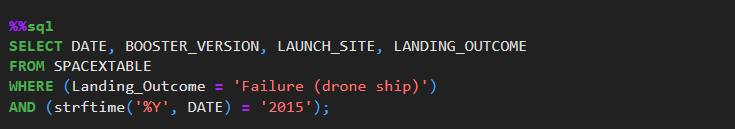 %%sql
SELECT DATE, BOOSTER_VERSION, LAUNCH_SITE, LANDING_OUTCOME
FROM SPACEXTABLE
WHERE (Landing_Outcome = 'Failure (drone ship)')
AND (strftime('%Y', DATE) = '2015');